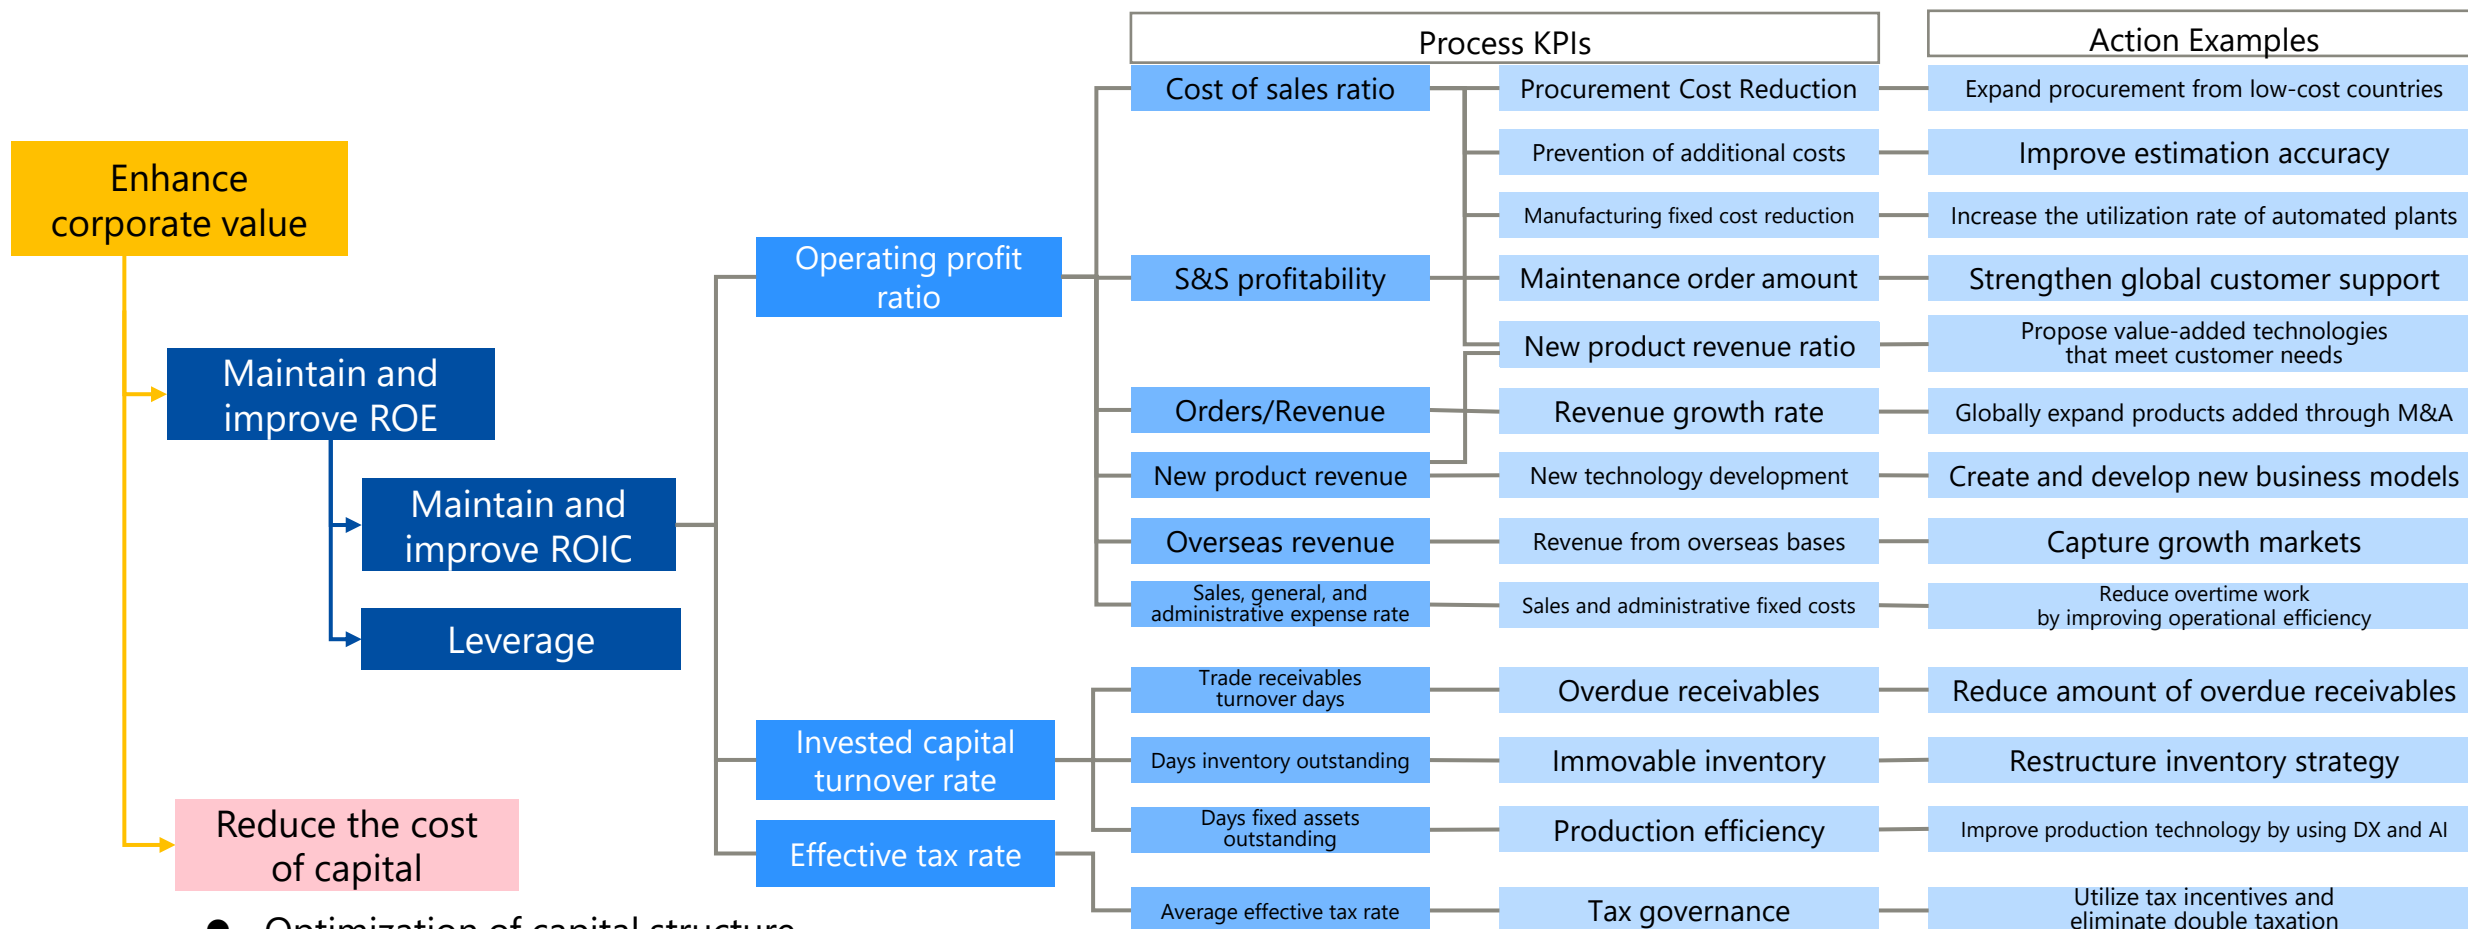 Process KPIs
Action Examples
Enhance
corporate value
Maintain and
improve ROE
Maintain and
improve ROIC
Leverage
Reduce the cost
of capital
● Optimization of capital structure
Operating profit
ratio
Invested capital
turnover rate
Effective tax rate
Cost of sales ratio
Procurement Cost Reduction
Expand procurement from low-cost countries
Prevention of additional costs
Improve estimation accuracy
Manufacturing fixed cost reduction
Increase the utilization rate of automated plants
S&S profitability
Maintenance order amount
Strengthen global customer support
New product revenue ratio
Propose value-added technologies
that meet customer needs
Orders/Revenue
Revenue growth rate
Globally expand products added through M&A
New product revenue
New technology development
Create and develop new business models
Overseas revenue
Revenue from overseas bases
Capture growth markets
Sales, general, and
administrative expense rate
Sales and administrative fixed costs
Reduce overtime work
by improving operational efficiency
Trade receivables
turnover days
Overdue receivables
Reduce amount of overdue receivables
Days inventory outstanding
Immovable inventory
Restructure inventory strategy
Days fixed assets
outstanding
Production efficiency
Improve production technology by using DX and AI
Average effective tax rate
Tax governance
Utilize tax incentives and
eliminate double taxation